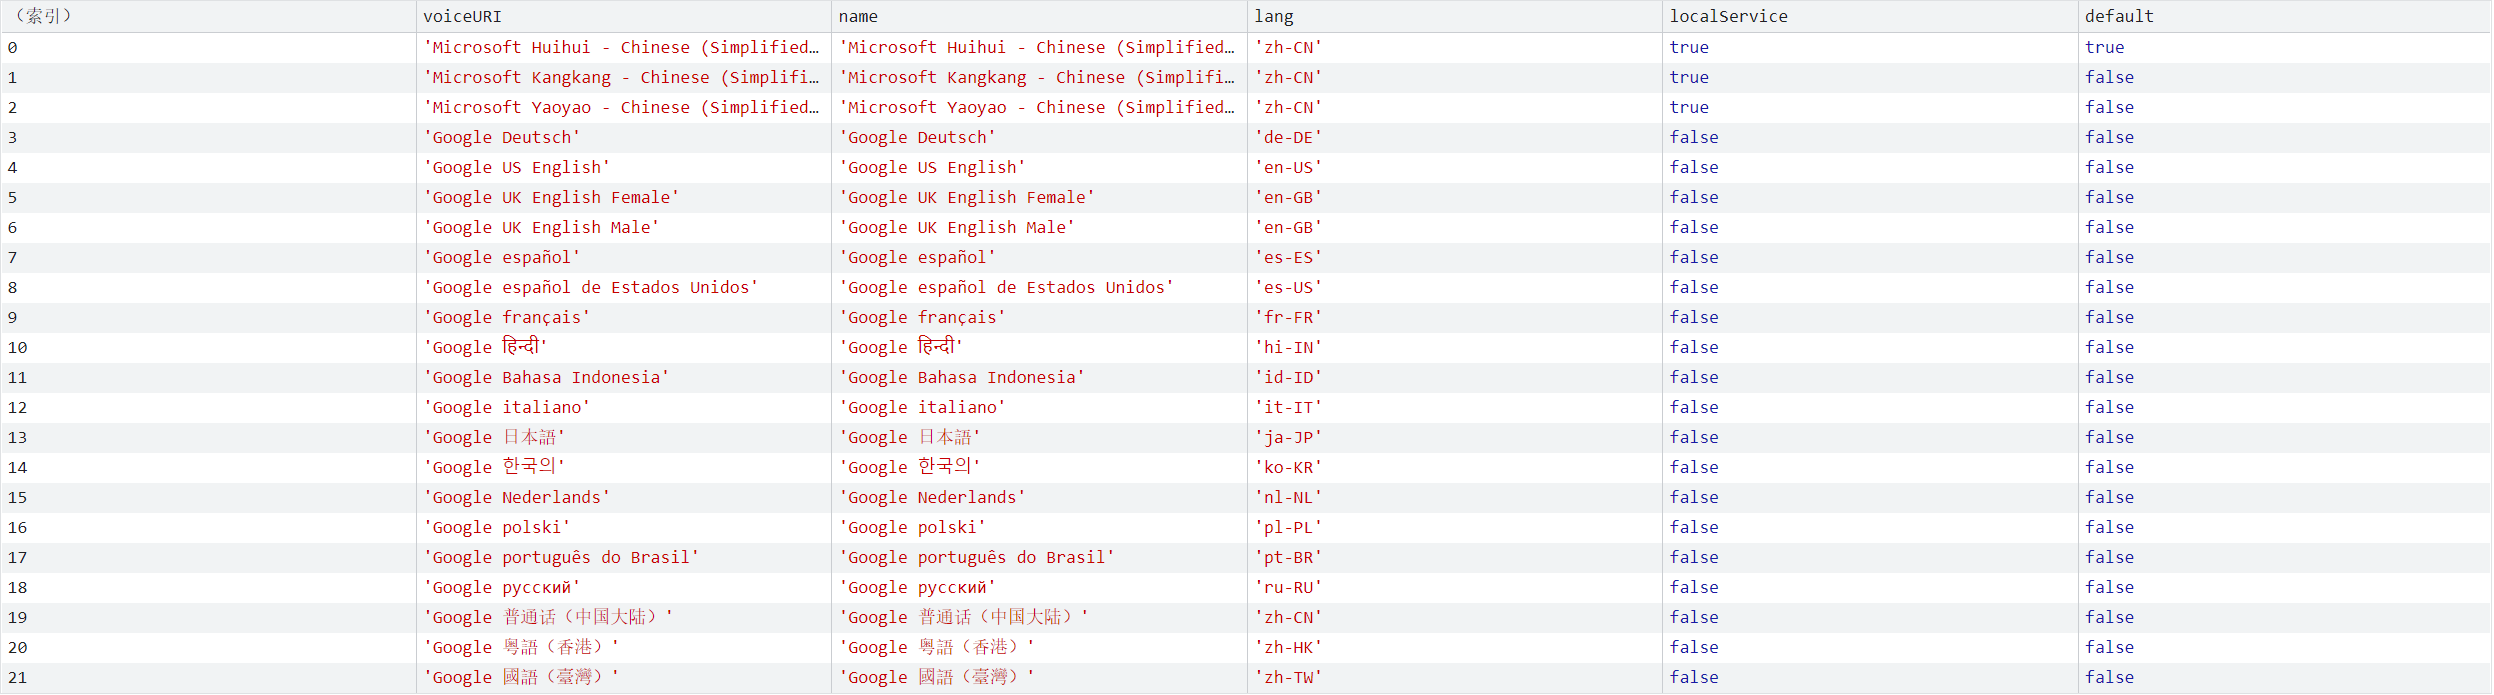 （索引） voiceURI name lang localService default
0 'Microsoft Huihui - Chinese (Simplified… 'Microsoft Huihui - Chinese (Simplified… 'zh-CN' true true
1 'Microsoft Kangkang - Chinese (Simplifi… 'Microsoft Kangkang - Chinese (Simplifi… 'zh-CN' true false
2 'Microsoft Yaoyao - Chinese (Simplified… 'Microsoft Yaoyao - Chinese (Simplified… 'zh-CN' true false
3 'Google Deutsch' 'Google Deutsch' 'de-DE' false false
4 'Google US English' 'Google US English' 'en-US' false false
5 'Google UK English Female' 'Google UK English Female' 'en-GB' false false
6 'Google UK English Male' 'Google UK English Male' 'en-GB' false false
7 'Google español' 'Google español' 'es-ES' false false
8 'Google español de Estados Unidos' 'Google español de Estados Unidos' 'es-US' false false
9 'Google français' 'Google français' 'fr-FR' false false
10 'Google हिन्दी' 'Google हिन्दी' 'hi-IN' false false
11 'Google Bahasa Indonesia' 'Google Bahasa Indonesia' 'id-ID' false false
12 'Google italiano' 'Google italiano' 'it-IT' false false
13 'Google 日本語' 'Google 日本語' 'ja-JP' false false
14 'Google 한국의' 'Google 한국의' 'ko-KR' false false
15 'Google Nederlands' 'Google Nederlands' 'nl-NL' false false
16 'Google polski' 'Google polski' 'pl-PL' false false
17 'Google português do Brasil' 'Google português do Brasil' 'pt-BR' false false
18 'Google русский' 'Google русский' 'ru-RU' false false
19 'Google 普通话（中国大陆）' 'Google 普通话（中国大陆）' 'zh-CN' false false
20 'Google 粤語（香港）' 'Google 粤語（香港）' 'zh-HK' false false
21 'Google 國語（臺灣）' 'Google 國語（臺灣）' 'zh-TW' false false